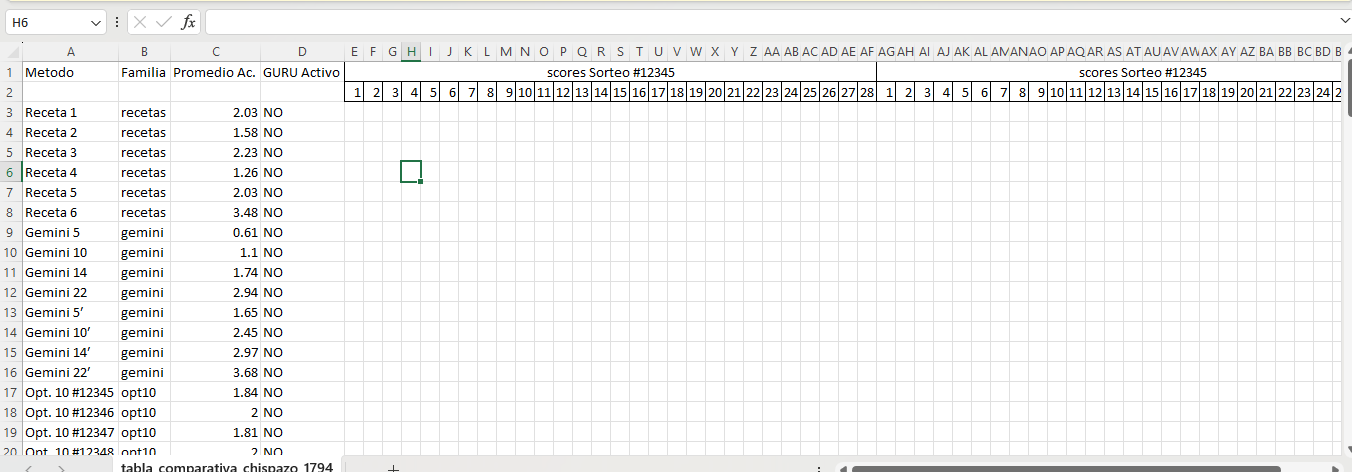 H6 fx
A B C D E F G H I J K L M N O P Q R S T U V W X Y Z AA AB AC AD AE AF AG AH AI AJ AK AL AM AN AO AP AQ AR AS AT AU AV AW AX AY AZ BA BB BC BD B
1 Metodo Familia Promedio Ac. GURU Activo scores Sorteo #12345 scores Sorteo #12345
2 1 2 3 4 5 6 7 8 9 10 11 12 13 14 15 16 17 18 19 20 21 22 23 24 25 26 27 28 1 2 3 4 5 6 7 8 9 10 11 12 13 14 15 16 17 18 19 20 21 22 23 24 2
3 Receta 1 recetas 2.03 NO
4 Receta 2 recetas 1.58 NO
5 Receta 3 recetas 2.23 NO
6 Receta 4 recetas 1.26 NO
7 Receta 5 recetas 2.03 NO
8 Receta 6 recetas 3.48 NO
9 Gemini 5 gemini 0.61 NO
10 Gemini 10 gemini 1.1 NO
11 Gemini 14 gemini 1.74 NO
12 Gemini 22 gemini 2.94 NO
13 Gemini 5′ gemini 1.65 NO
14 Gemini 10′ gemini 2.45 NO
15 Gemini 14′ gemini 2.97 NO
16 Gemini 22′ gemini 3.68 NO
17 Opt. 10 #12345 opt10 1.84 NO
18 Opt. 10 #12346 opt10 2 NO
19 Opt. 10 #12347 opt10 1.81 NO
20 Opt. 10 #12348 opt10 2 NO
tabla_comparativa_chispazo_1794